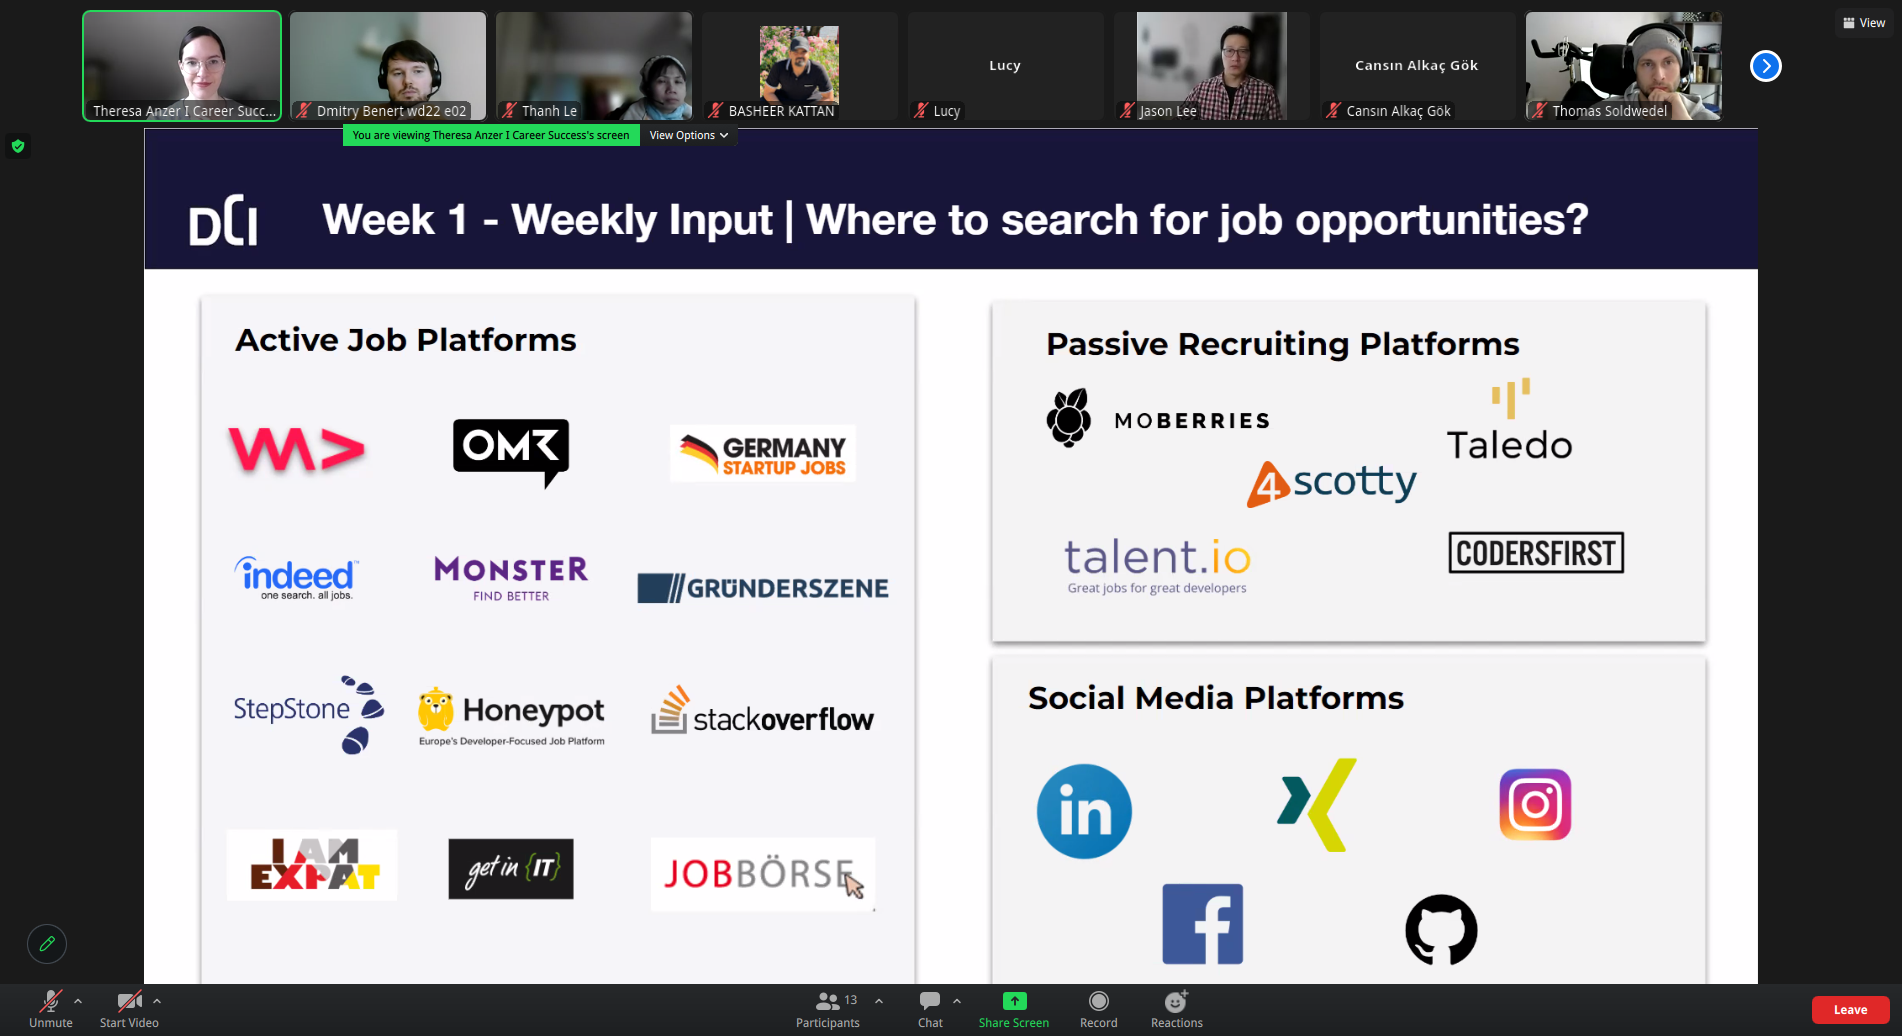 View
Lucy
Cansın Alkaç Gök
Theresa Anzer I Career Succ...
Dmitry Benert wd22 e02
Thanh Le
BASHEER KATTAN
Lucy
Jason Lee
Cansın Alkaç Gök
Thomas Soldwedel
You are viewing Theresa Anzer I Career Success's screen
View Options
DCI
Week 1 - Weekly Input | Where to search for job opportunities?
Active Job Platforms
OMR
GERMANY
STARTUP JOBS
indeed™
one search. all jobs.
MONSTER
FIND BETTER
GRÜNDERSZENE
StepStone
Honeypot
Europe's Developer-Focused Job Platform
stackoverflow
I AM
EXPAT
get in {IT}
JOBBÖRSE
Passive Recruiting Platforms
MOBERRIES
Taledo
4scotty
talent.io
Great jobs for great developers
CODERSFIRST
Social Media Platforms
in
f
Unmute
Start Video
13
Participants
Chat
Share Screen
Record
Reactions
Leave